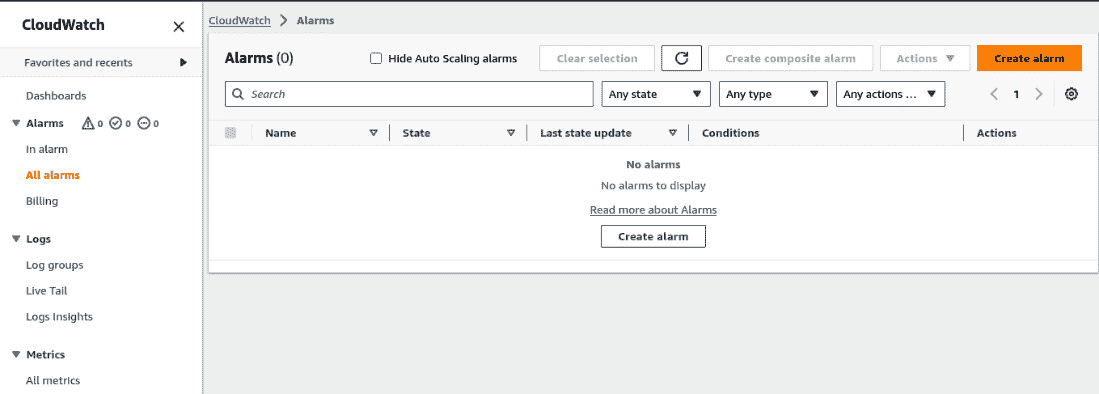 CloudWatch
Favorites and recents
Dashboards
Alarms 0 0 0
In alarm
All alarms
Billing
Logs
Log groups
Live Tail
Logs Insights
Metrics
All metrics
CloudWatch > Alarms
Alarms (0)
Hide Auto Scaling alarms
Clear selection
Create composite alarm
Actions
Create alarm
Search
Any state
Any type
Any actions ...
1
Name
State
Last state update
Conditions
Actions
No alarms
No alarms to display
Read more about Alarms
Create alarm